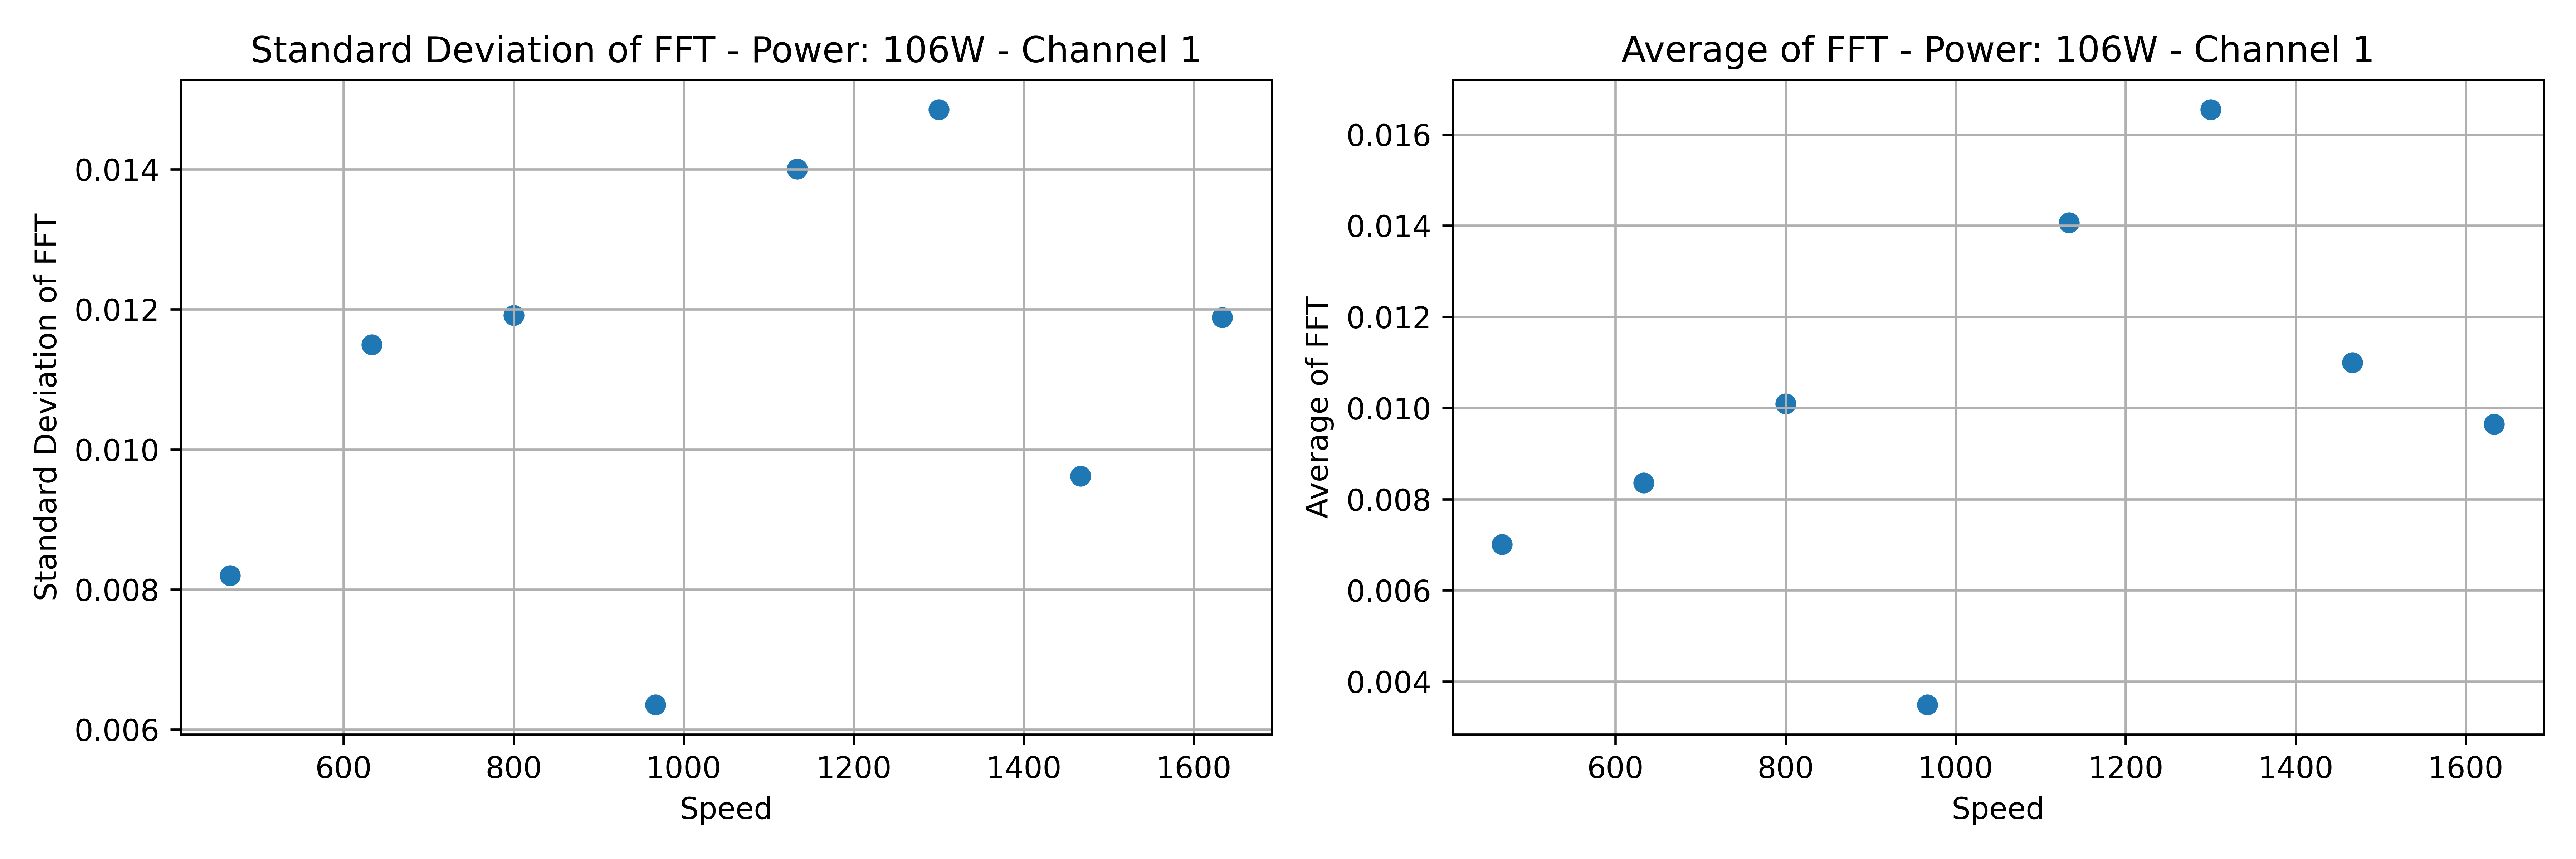 Standard Deviation of FFT - Power: 106W - Channel 1
Standard Deviation of FFT
0.014
0.012
0.010
0.008
0.006
600 800 1000 1200 1400 1600
Speed
Average of FFT - Power: 106W - Channel 1
Average of FFT
0.016
0.014
0.012
0.010
0.008
0.006
0.004
600 800 1000 1200 1400 1600
Speed